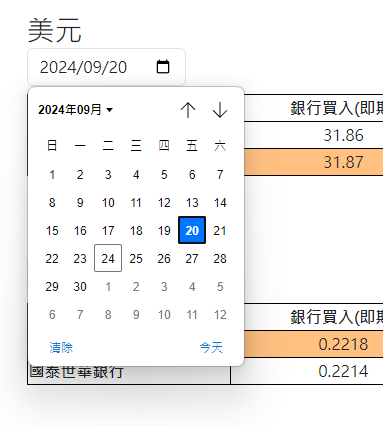 美元
2024/09/20
2024年09月
日 一 二 三 四 五 六
1 2 3 4 5 6 7
8 9 10 11 12 13 14
15 16 17 18 19 20 21
22 23 24 25 26 27 28
29 30 1 2 3 4 5
6 7 8 9 10 11 12
清除 今天
銀行買入(即期
31.86
31.87
銀行買入(即期
0.2218
國泰世華銀行 0.2214